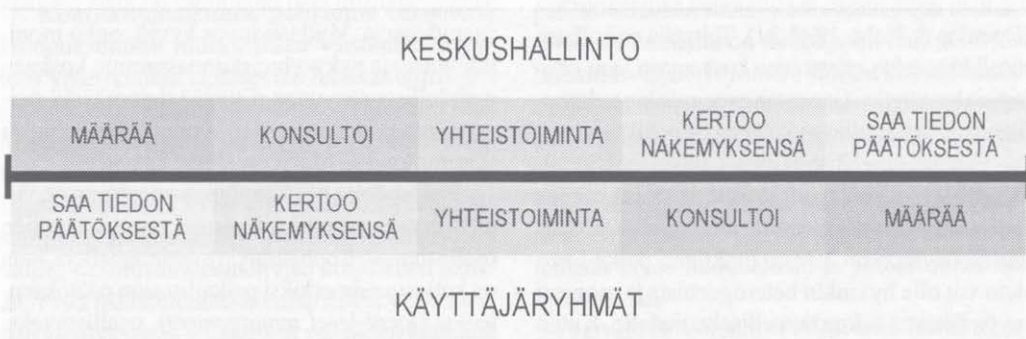 KESKUSHALLINTO
MÄÄRÄÄ KONSULTOI YHTEISTOIMINTA KERTOO NÄKEMYKSENSÄ SAA TIEDON PÄÄTÖKSESTÄ
SAA TIEDON PÄÄTÖKSESTÄ KERTOO NÄKEMYKSENSÄ YHTEISTOIMINTA KONSULTOI MÄÄRÄÄ
KÄYTTÄJÄRYHMÄT